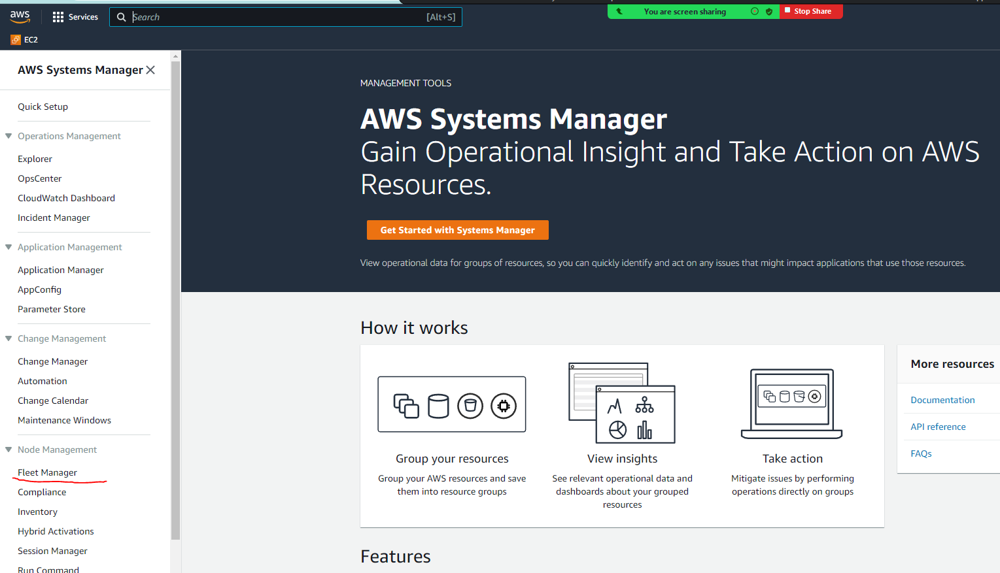 You are screen sharing
Stop Share
aws
Services
Search
[Alt+S]
EC2
AWS Systems Manager
Quick Setup
Operations Management
Explorer
OpsCenter
CloudWatch Dashboard
Incident Manager
Application Management
Application Manager
AppConfig
Parameter Store
Change Management
Change Manager
Automation
Change Calendar
Maintenance Windows
Node Management
Fleet Manager
Compliance
Inventory
Hybrid Activations
Session Manager
Run Command
MANAGEMENT TOOLS
AWS Systems Manager
Gain Operational Insight and Take Action on AWS
Resources.
Get Started with Systems Manager
View operational data for groups of resources, so you can quickly identify and act on any issues that might impact applications that use those resources.
How it works
Group your resources
Group your AWS resources and save
them into resource groups
View insights
See relevant operational data and
dashboards about your grouped
resources
Take action
Mitigate issues by performing
operations directly on groups
More resources
Documentation
API reference
FAQs
Features